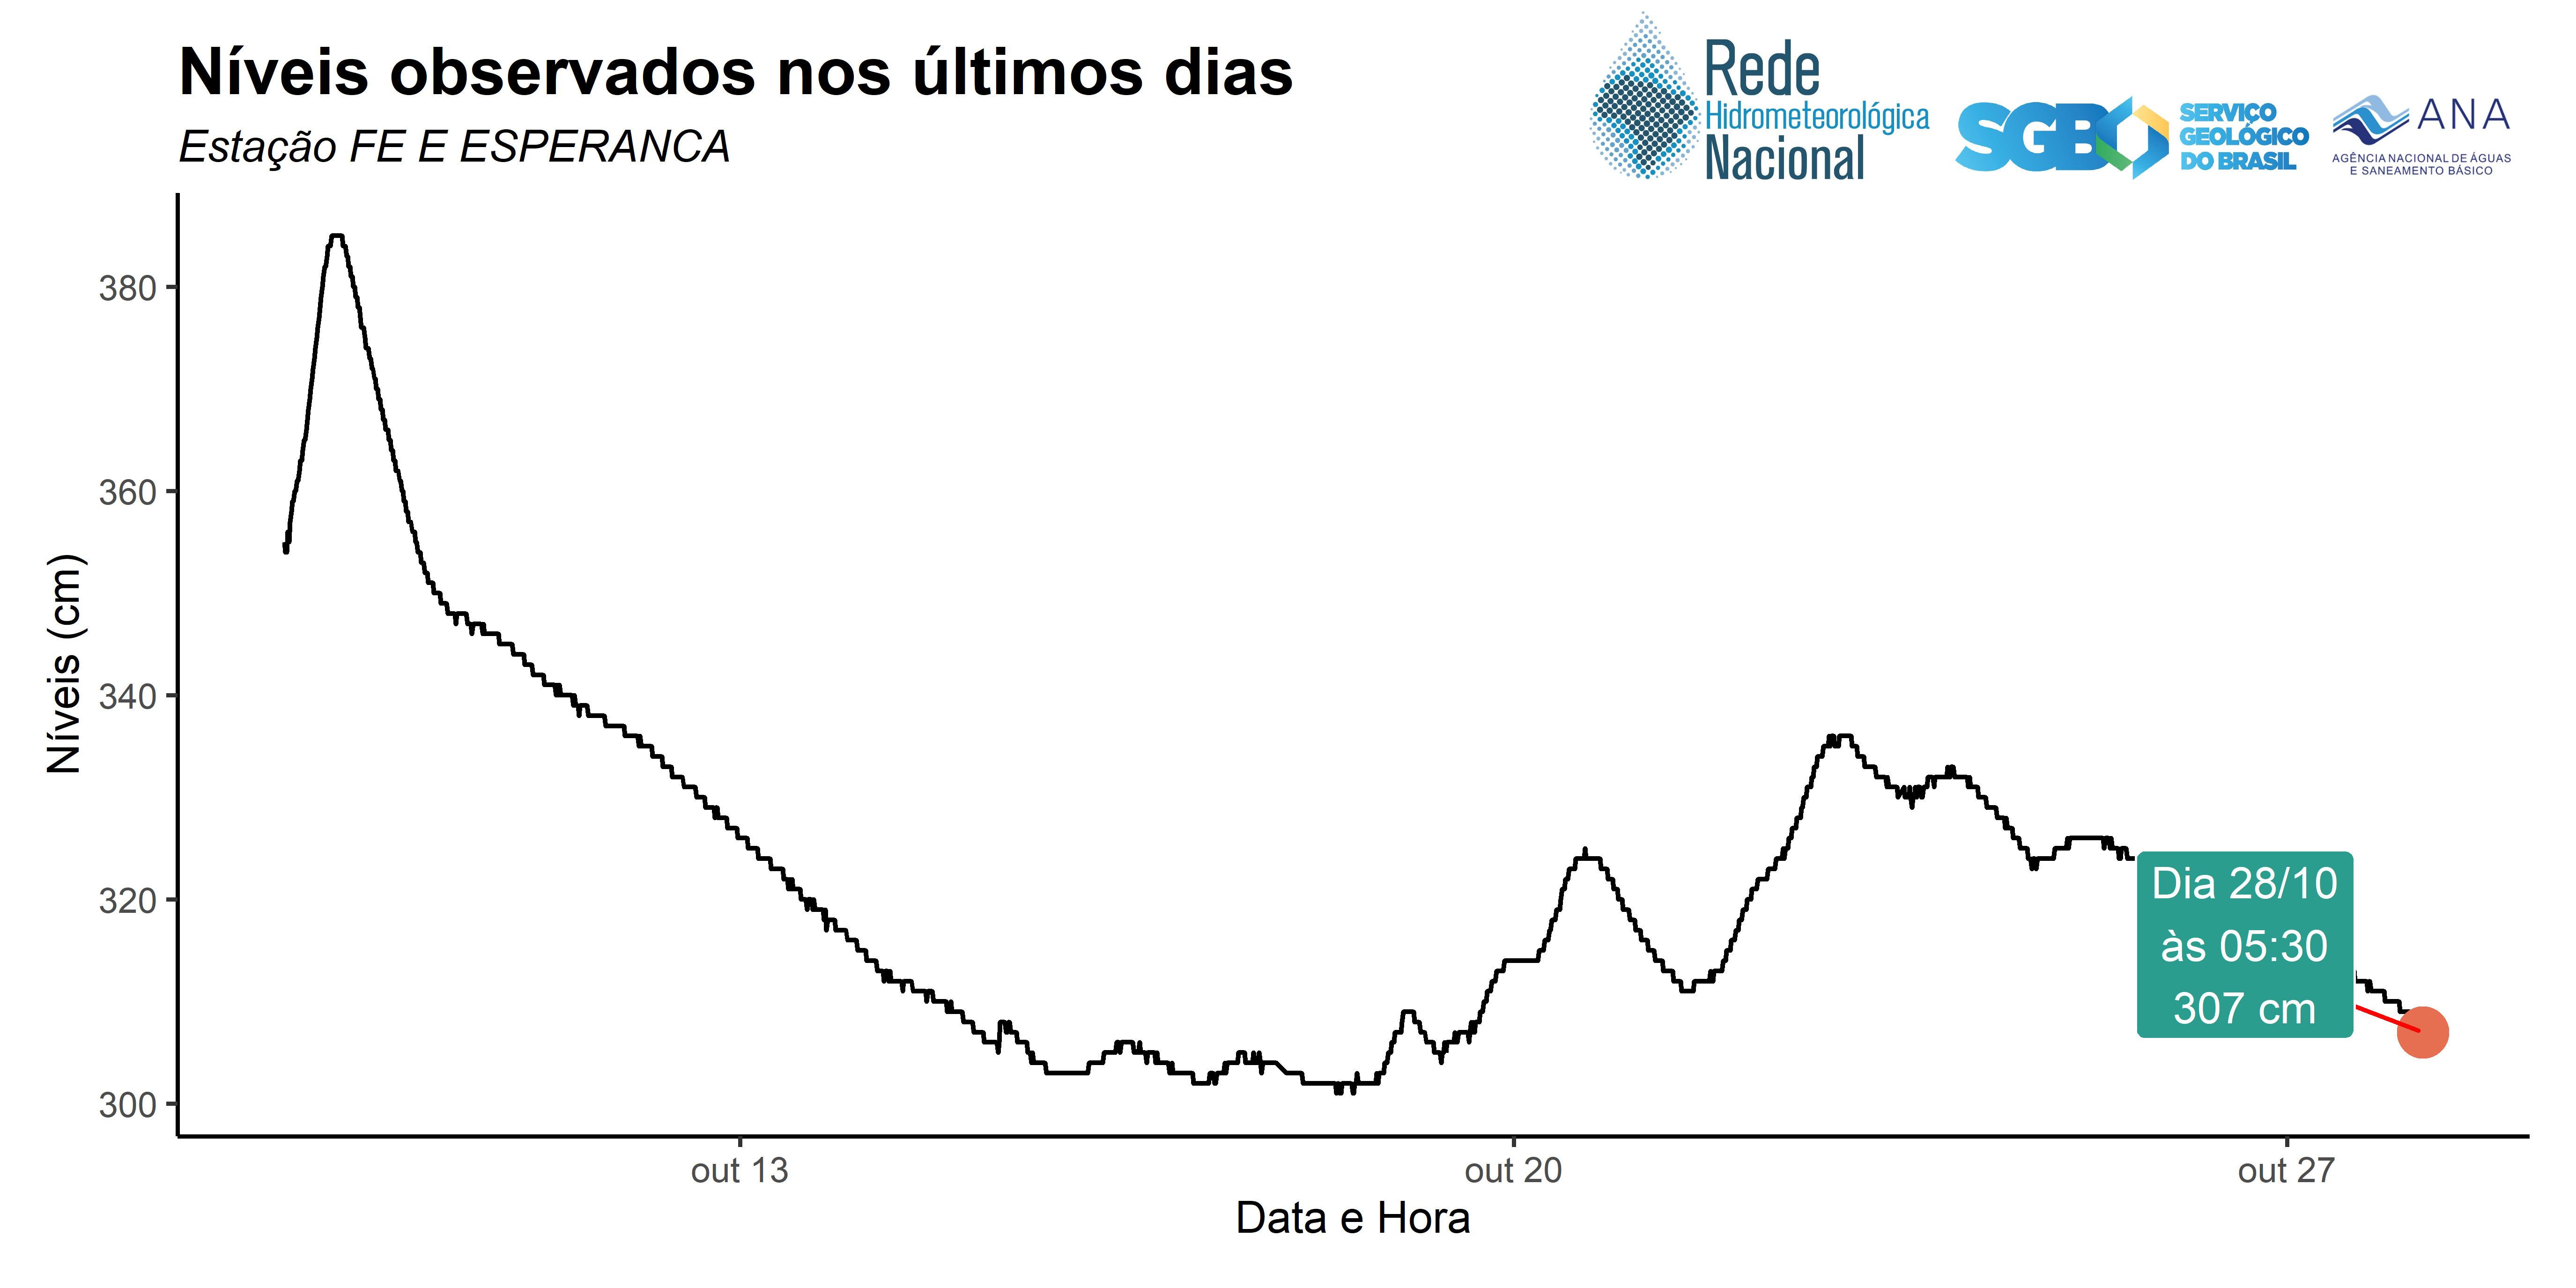 Níveis observados nos últimos dias
Estação FE E ESPERANCA
Rede
Hidrometeorológica
Nacional
SGB
SERVIÇO
GEOLÓGICO
DO BRASIL
ANA
AGÊNCIA NACIONAL DE ÁGUAS
E SANEAMENTO BÁSICO
Níveis (cm)
380
360
340
320
300
Dia 28/10
às 05:30
307 cm
out 13
out 20
out 27
Data e Hora